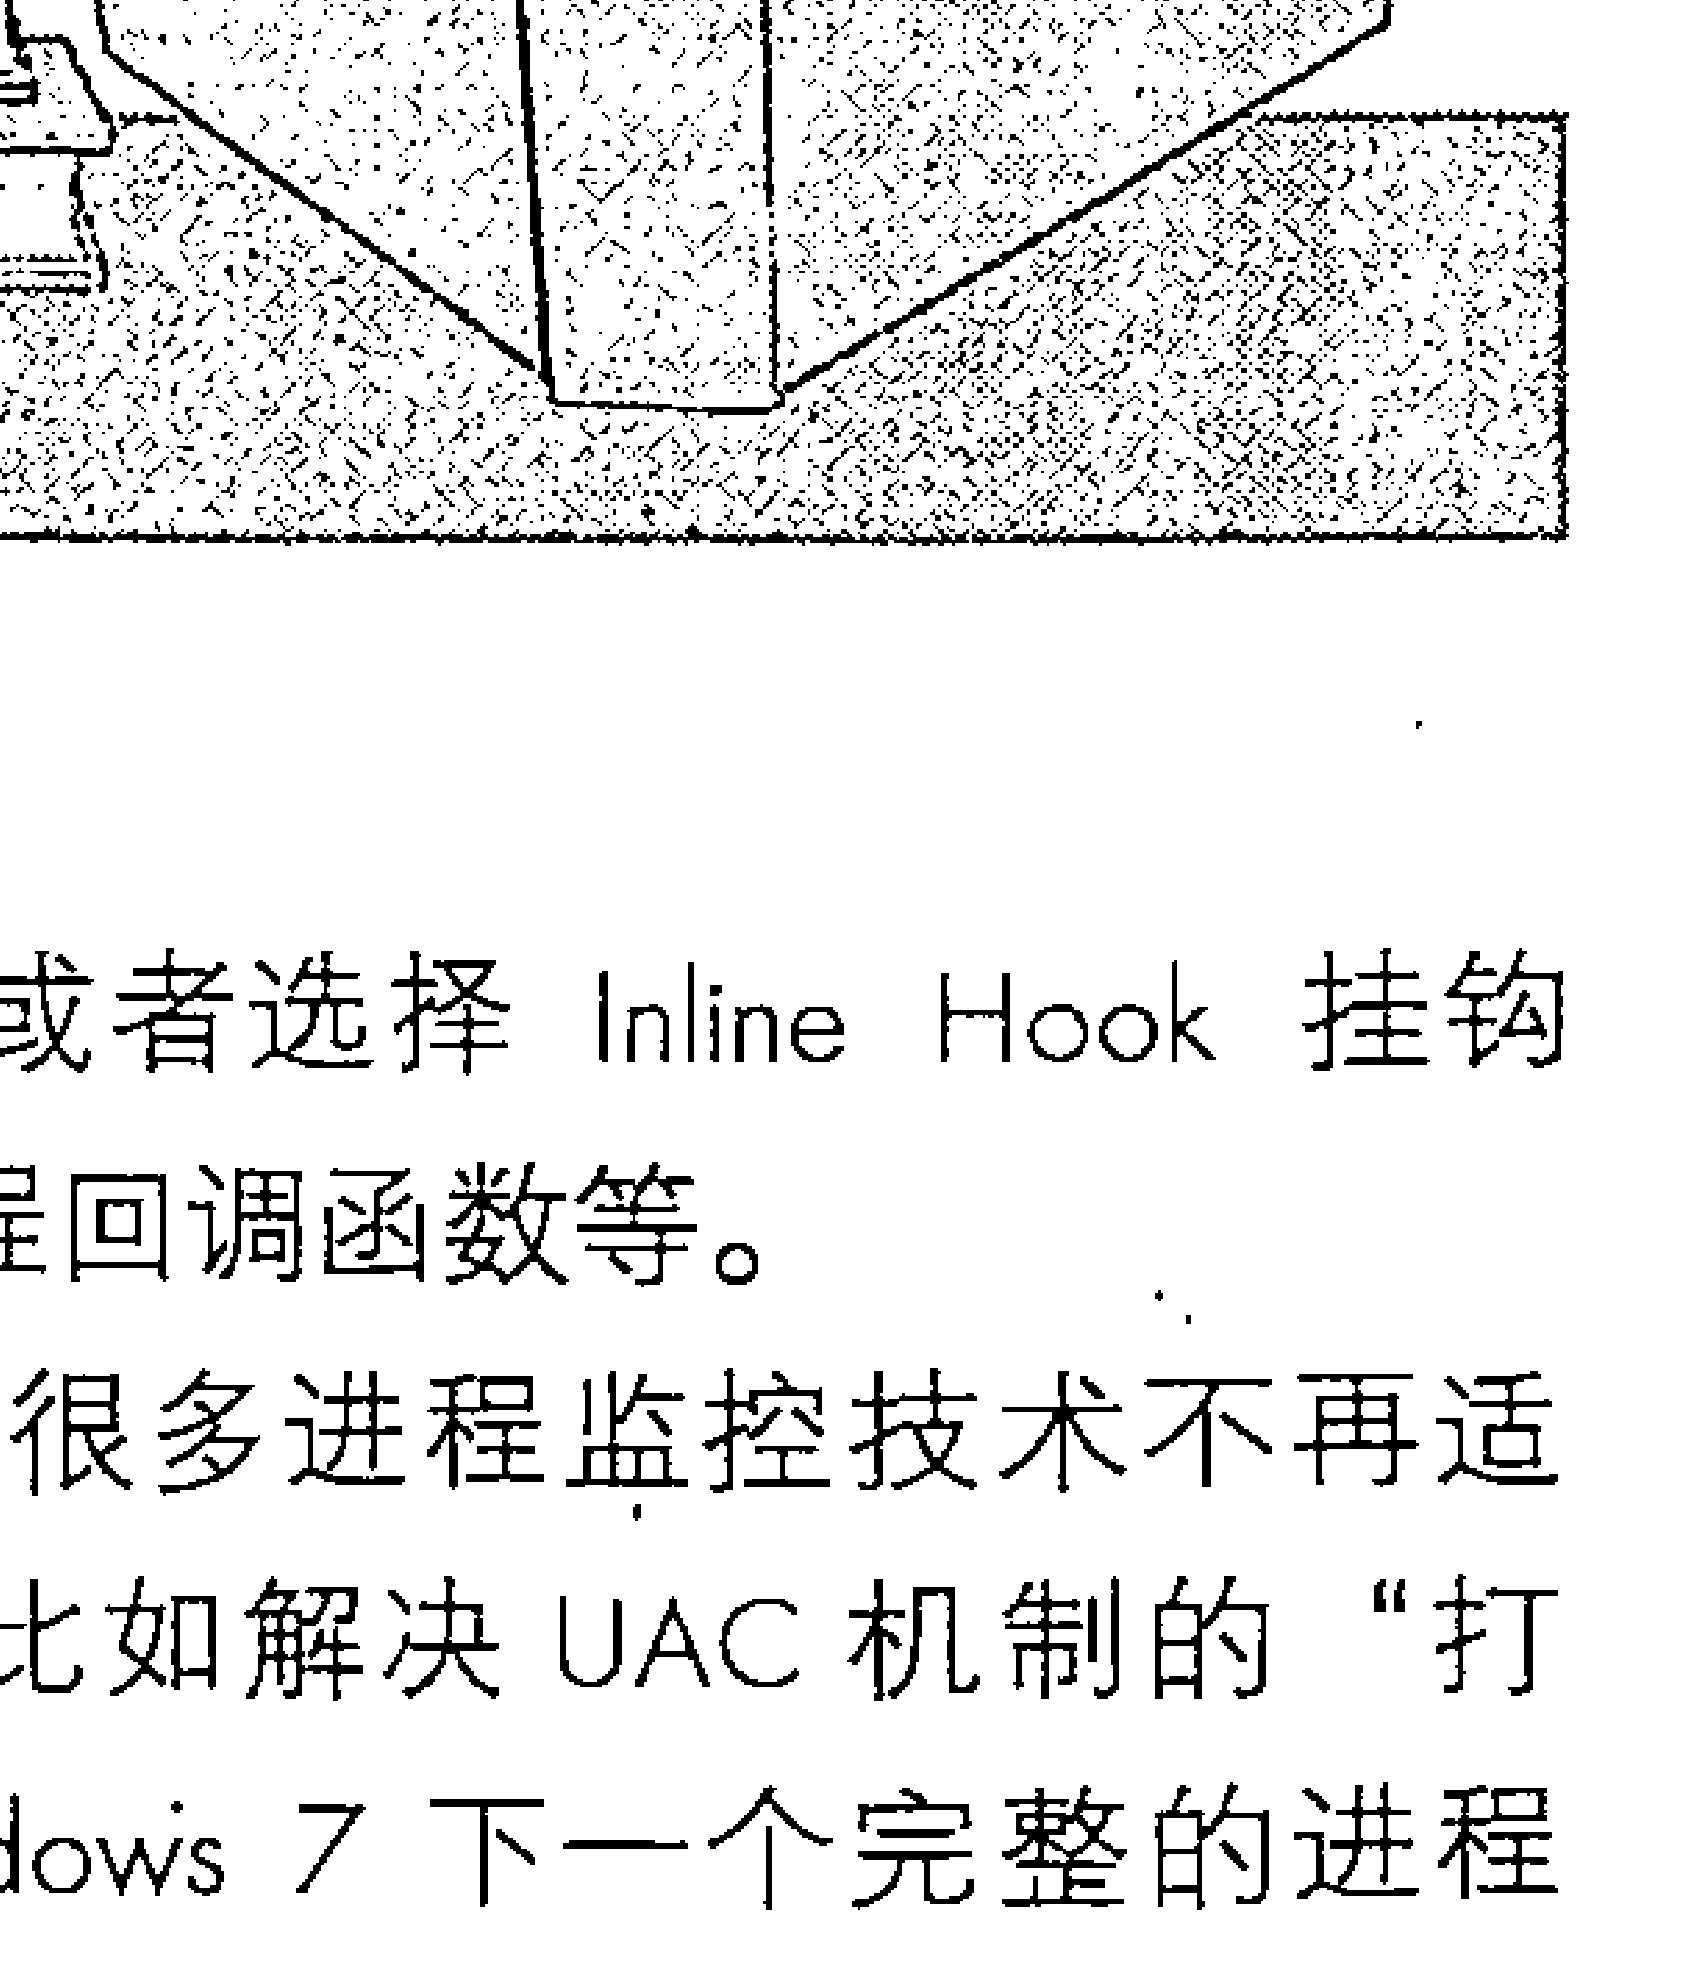 或者选择 Inline Hook 挂钩
程回调函数等。
很多进程监控技术不再适
比如解决 UAC 机制的 “打
dows 7 下一个完整的进程